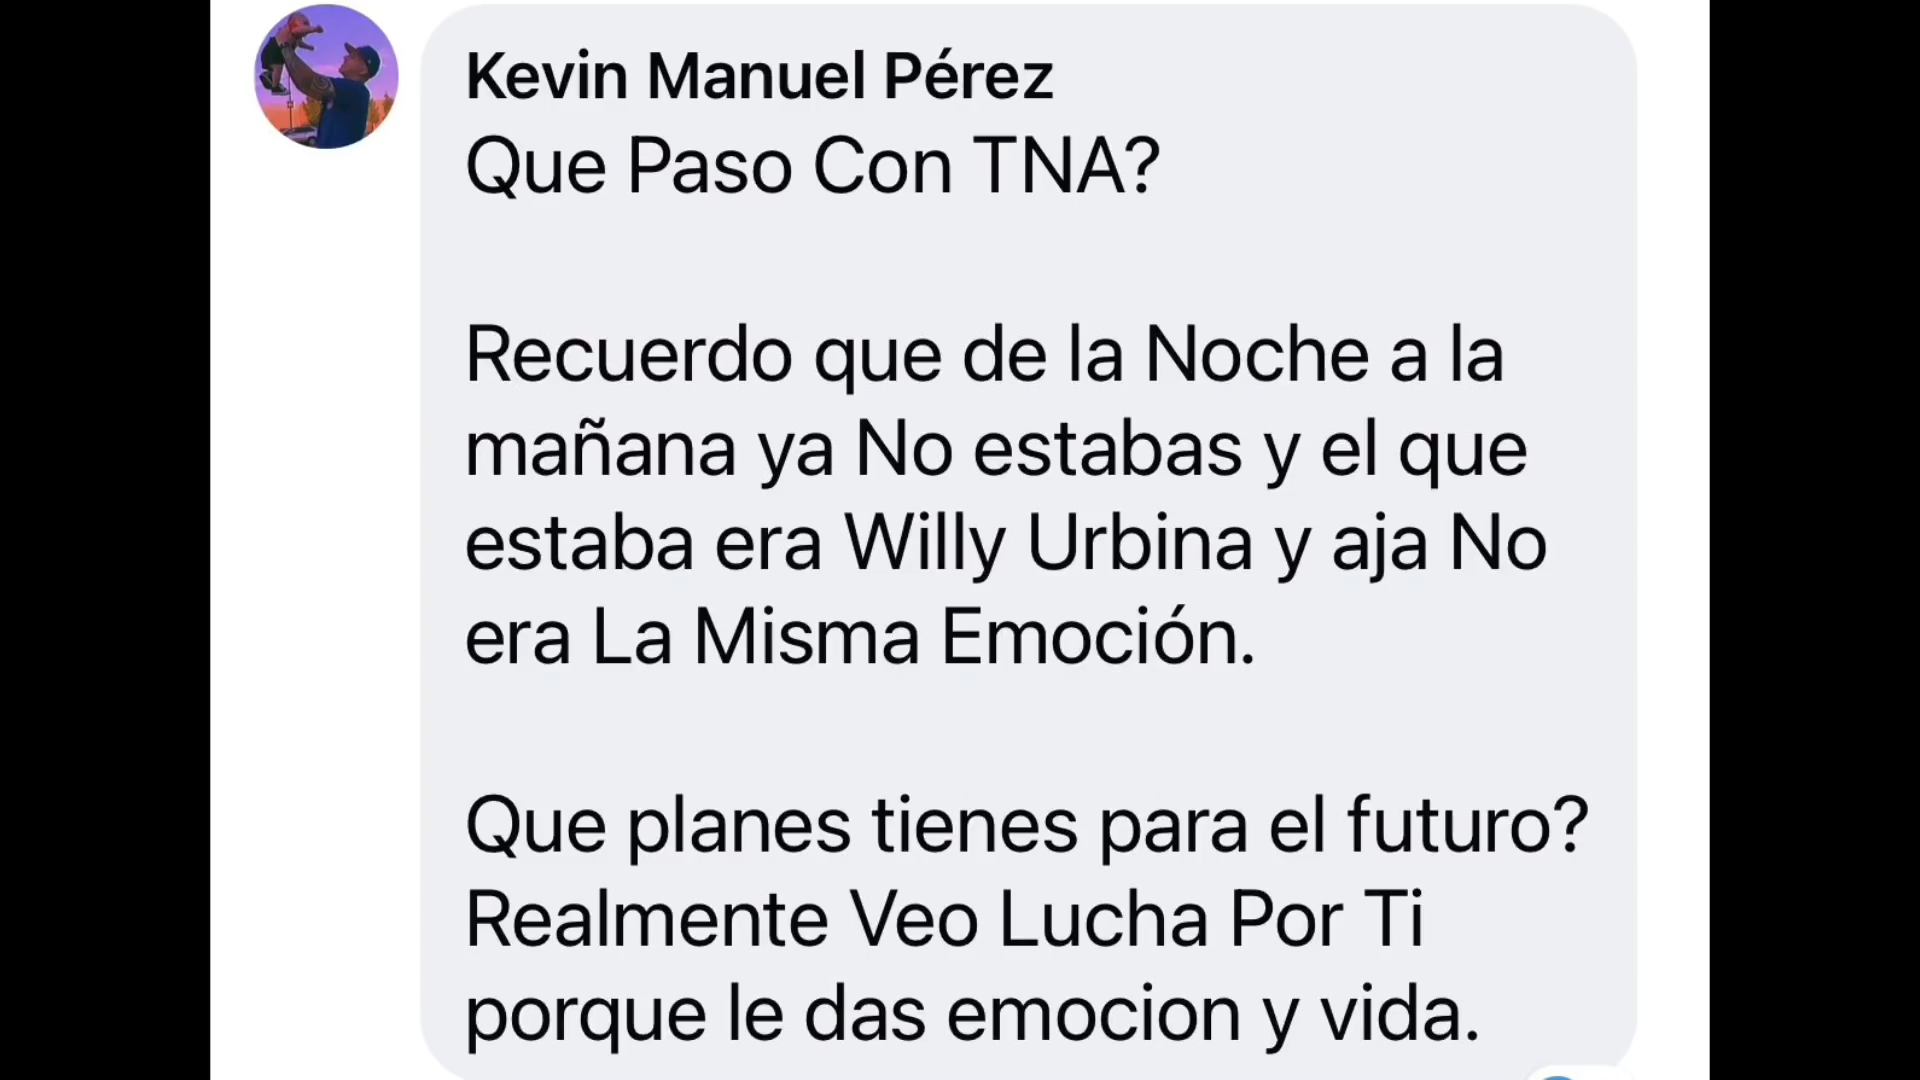 Kevin Manuel Pérez
Que Paso Con TNA?
Recuerdo que de la Noche a la
mañana ya No estabas y el que
estaba era Willy Urbina y aja No
era La Misma Emoción.
Que planes tienes para el futuro?
Realmente Veo Lucha Por Ti
porque le das emocion y vida.